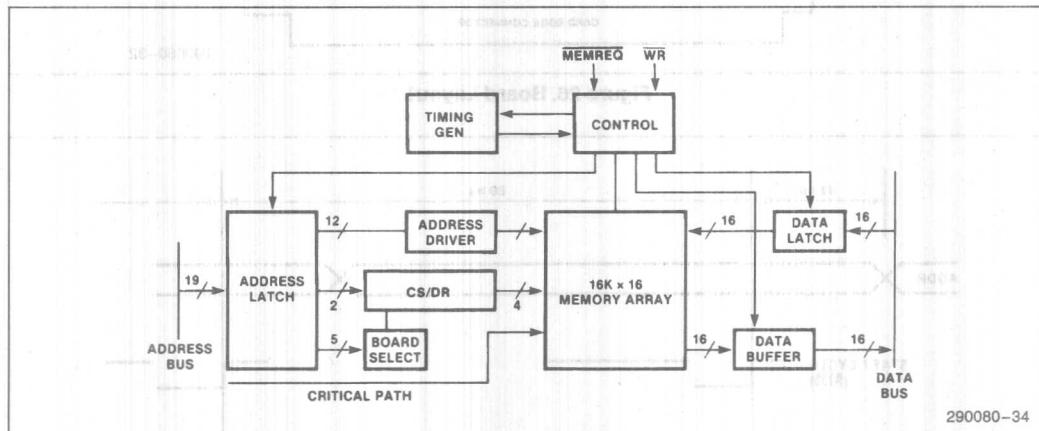 MEMREQ
WR
TIMING
GEN
CONTROL
12
ADDRESS
DRIVER
16
DATA
LATCH
16
19
ADDRESS
LATCH
2
CS/DR
4
16K × 16
MEMORY ARRAY
5
BOARD
SELECT
16
DATA
BUFFER
16
ADDRESS
BUS
CRITICAL PATH
DATA
BUS
290080–34